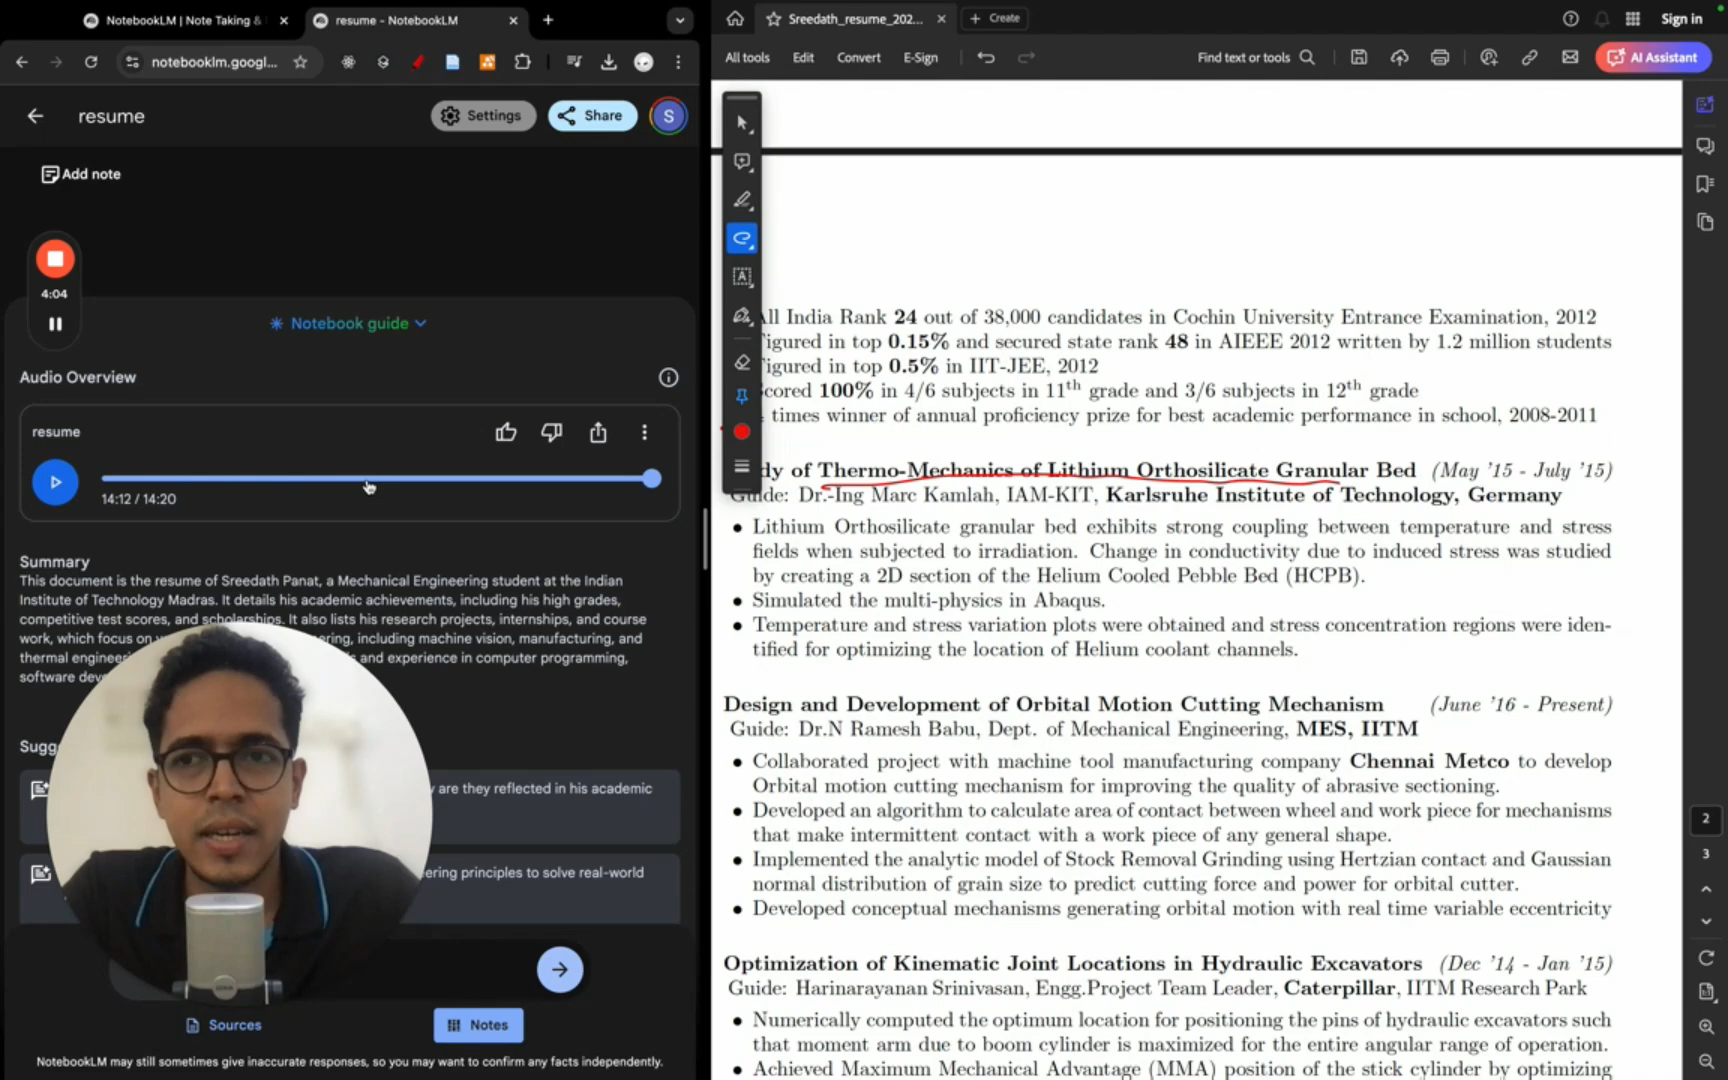 NotebookLM | Note Taking &
resume - NotebookLM
notebooklm.googl...
resume
Settings
Share
S
Add note
4:04
Notebook guide
Audio Overview
resume
14:12 / 14:20
Summary
This document is the resume of Sreedath Panat, a Mechanical Engineering student at the Indian
Institute of Technology Madras. It details his academic achievements, including his high grades,
competitive test scores, and scholarships. It also lists his research projects, internships, and course
work, which focus on
ering, including machine vision, manufacturing, and
thermal engineer
s and experience in computer programming,
software dev
Sugg
are they reflected in his academic
ering principles to solve real-world
Sources
Notes
NotebookLM may still sometimes give inaccurate responses, so you may want to confirm any facts independently.
Sreedath_resume_202...
Create
Sign in
All tools
Edit
Convert
E-Sign
Find text or tools
AI Assistant
All India Rank 24 out of 38,000 candidates in Cochin University Entrance Examination, 2012
Figured in top 0.15% and secured state rank 48 in AIEEE 2012 written by 1.2 million students
Figured in top 0.5% in IIT-JEE, 2012
Scored 100% in 4/6 subjects in 11th grade and 3/6 subjects in 12th grade
times winner of annual proficiency prize for best academic performance in school, 2008-2011
dy of Thermo-Mechanics of Lithium Orthosilicate Granular Bed (May '15 - July '15)
Guide: Dr.-Ing Marc Kamlah, IAM-KIT, Karlsruhe Institute of Technology, Germany
• Lithium Orthosilicate granular bed exhibits strong coupling between temperature and stress
fields when subjected to irradiation. Change in conductivity due to induced stress was studied
by creating a 2D section of the Helium Cooled Pebble Bed (HCPB).
• Simulated the multi-physics in Abaqus.
• Temperature and stress variation plots were obtained and stress concentration regions were iden-
tified for optimizing the location of Helium coolant channels.
Design and Development of Orbital Motion Cutting Mechanism (June '16 - Present)
Guide: Dr.N Ramesh Babu, Dept. of Mechanical Engineering, MES, IITM
• Collaborated project with machine tool manufacturing company Chennai Metco to develop
Orbital motion cutting mechanism for improving the quality of abrasive sectioning.
• Developed an algorithm to calculate area of contact between wheel and work piece for mechanisms
that make intermittent contact with a work piece of any general shape.
• Implemented the analytic model of Stock Removal Grinding using Hertzian contact and Gaussian
normal distribution of grain size to predict cutting force and power for orbital cutter.
• Developed conceptual mechanisms generating orbital motion with real time variable eccentricity
Optimization of Kinematic Joint Locations in Hydraulic Excavators (Dec '14 - Jan '15)
Guide: Harinarayanan Srinivasan, Engg.Project Team Leader, Caterpillar, IITM Research Park
• Numerically computed the optimum location for positioning the pins of hydraulic excavators such
that moment arm due to boom cylinder is maximized for the entire angular range of operation.
• Achieved Maximum Mechanical Advantage (MMA) position of the stick cylinder by optimizing
2
3